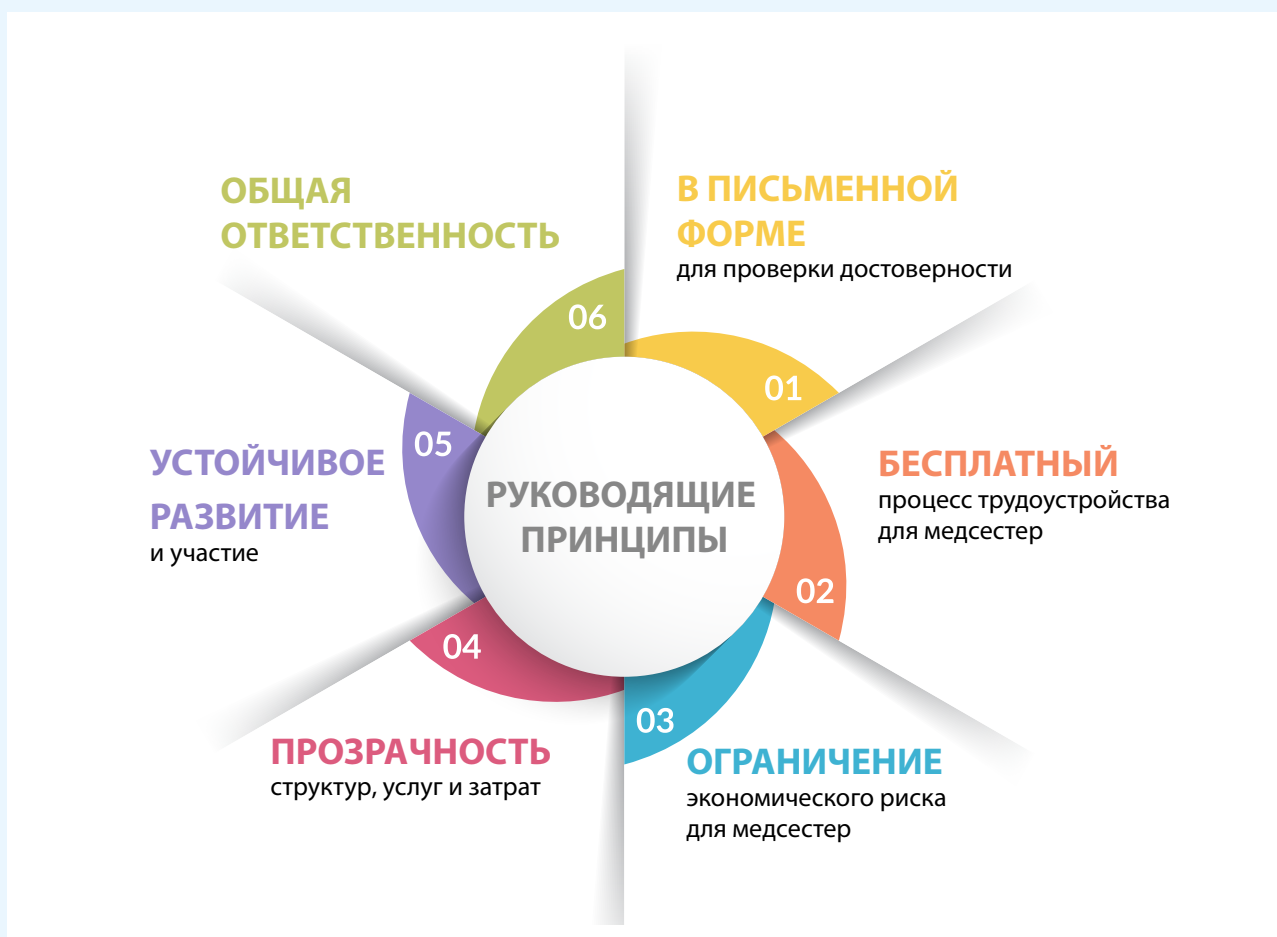 РУКОВОДЯЩИЕ
ПРИНЦИПЫ
01
В ПИСЬМЕННОЙ
ФОРМЕ
для проверки достоверности
02
БЕСПЛАТНЫЙ
процесс трудоустройства
для медсестер
03
ОГРАНИЧЕНИЕ
экономического риска
для медсестер
04
ПРОЗРАЧНОСТЬ
структур, услуг и затрат
05
УСТОЙЧИВОЕ
РАЗВИТИЕ
и участие
06
ОБЩАЯ
ОТВЕТСТВЕННОСТЬ